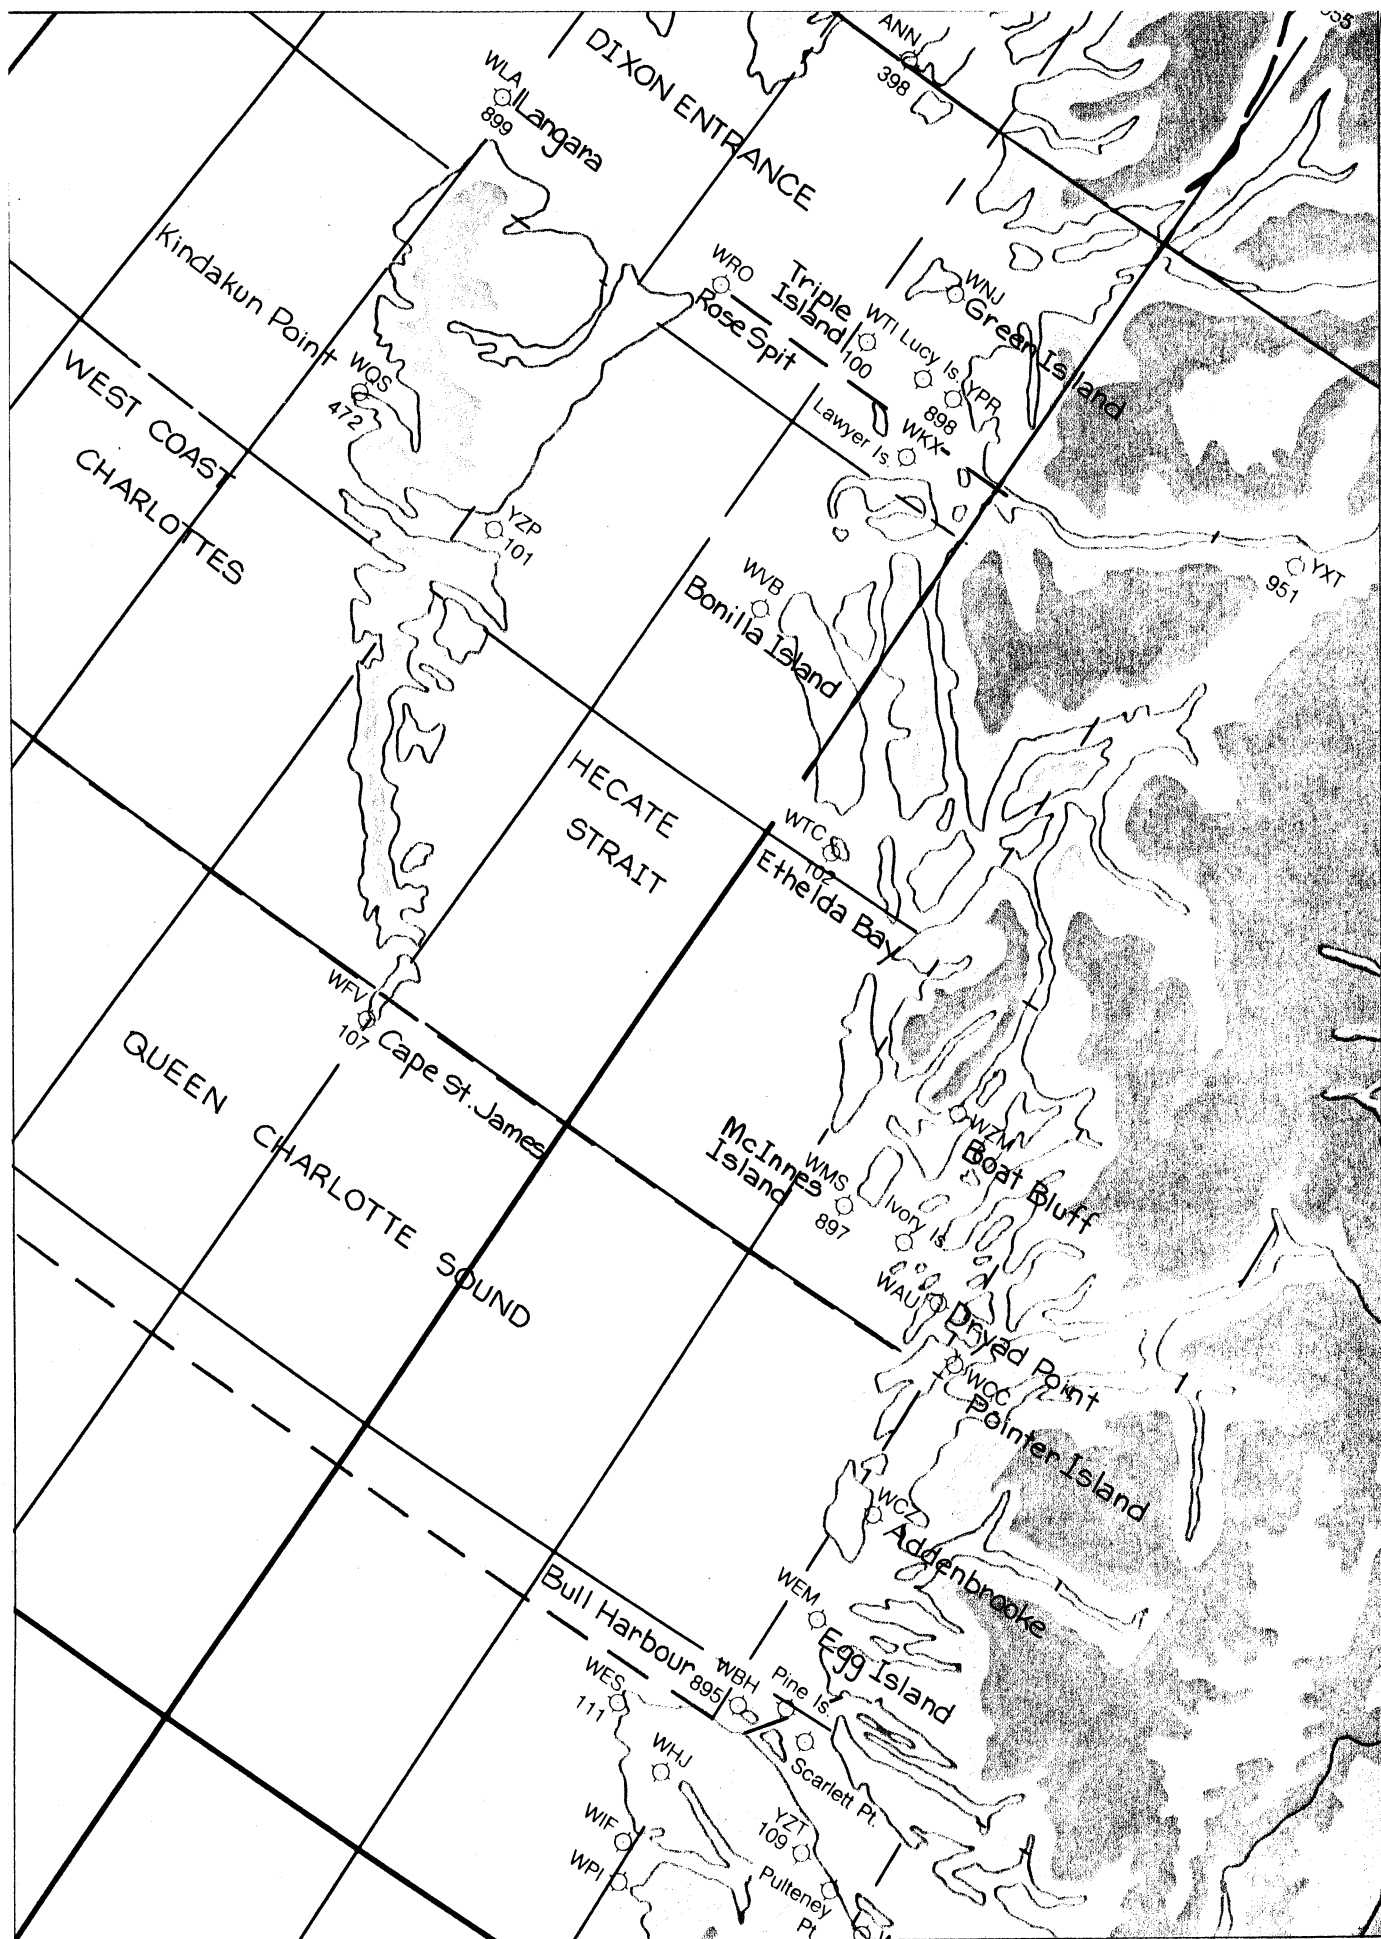 ANN
398
WLA
Langara
899
DIXON ENTRANCE
Kindakun Point
WQS
472
WEST COAST
CHARLOTTES
WRO
Rose Spit
Triple
Island
WTI
100
Lucy Is.
YPR
898
WNJ
Green Island
Lawyer Is.
WKX
YZP
101
YXT
951
WVB
Bonilla Island
HECATE
STRAIT
WTC
102
Ethelda Bay
WFV
107
Cape St. James
QUEEN CHARLOTTE SOUND
McInnes
Island
WMS
897
WZM
Boat Bluff
Ivory Is.
WAU
Dryad Point
WCC
Pointer Island
WCZ
Addenbrooke
WEM
Egg Island
Bull Harbour
895
WBH
Pine Is.
WES
111
Scarlett Pt.
WHJ
YZT
109
WIF
WPI
Pulteney
Pt.